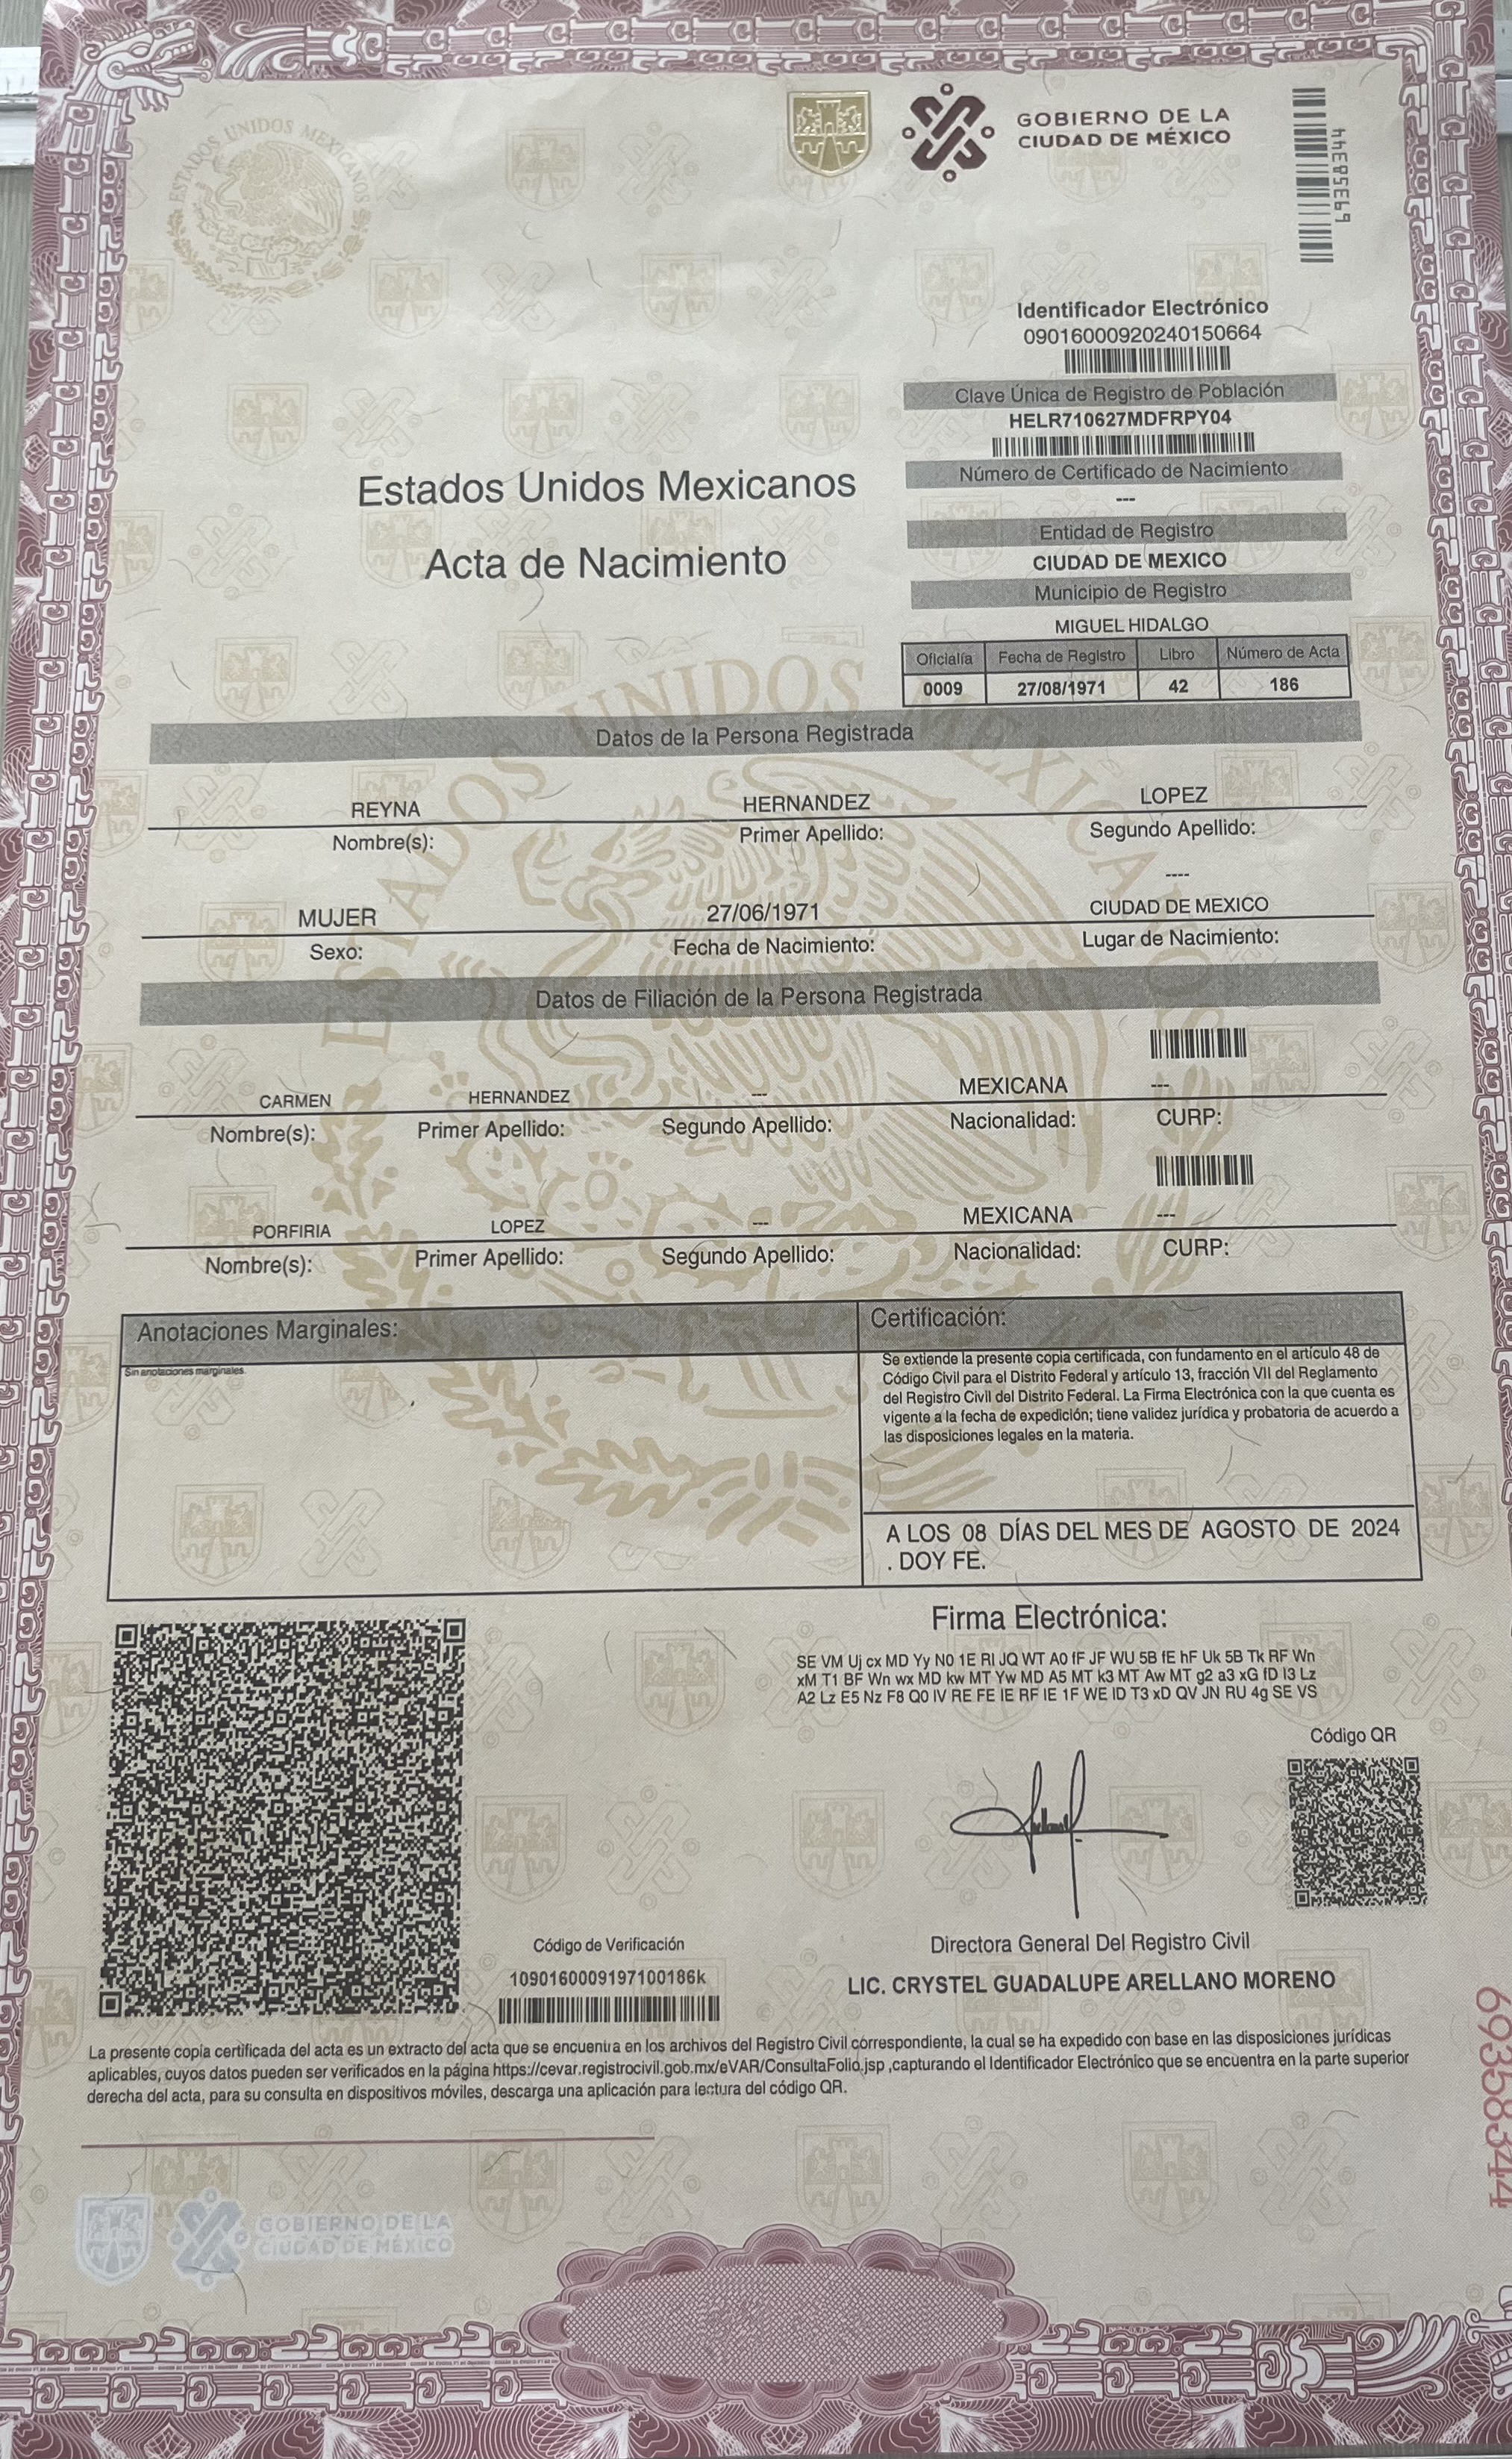 ESTADOS UNIDOS MEXICANOS
GOBIERNO DE LA
CIUDAD DE MÉXICO
69358344
Identificador Electrónico
09016000920240150664
Clave Única de Registro de Población
HELR710627MDFRPY04
Número de Certificado de Nacimiento
---
Estados Unidos Mexicanos
Entidad de Registro
CIUDAD DE MEXICO
Acta de Nacimiento
Municipio de Registro
MIGUEL HIDALGO
Oficialía Fecha de Registro Libro Número de Acta
0009 27/08/1971 42 186
ESTADOS UNIDOS MEXICANOS
Datos de la Persona Registrada
REYNA HERNANDEZ LOPEZ
Nombre(s): Primer Apellido: Segundo Apellido:
----
MUJER 27/06/1971 CIUDAD DE MEXICO
Sexo: Fecha de Nacimiento: Lugar de Nacimiento:
Datos de Filiación de la Persona Registrada
CARMEN HERNANDEZ --- MEXICANA ---
Nombre(s): Primer Apellido: Segundo Apellido: Nacionalidad: CURP:
PORFIRIA LOPEZ --- MEXICANA ---
Nombre(s): Primer Apellido: Segundo Apellido: Nacionalidad: CURP:
Anotaciones Marginales:
Sin anotaciones marginales.
Certificación:
Se extiende la presente copia certificada, con fundamento en el artículo 48 de
Código Civil para el Distrito Federal y artículo 13, fracción VII del Reglamento
del Registro Civil del Distrito Federal. La Firma Electrónica con la que cuenta es
vigente a la fecha de expedición; tiene validez jurídica y probatoria de acuerdo a
las disposiciones legales en la materia.
A LOS 08 DÍAS DEL MES DE AGOSTO DE 2024
. DOY FE.
Firma Electrónica:
SE VM Uj cx MD Yy N0 1E RI JQ WT A0 fF JF WU 5B fE hF Uk 5B Tk RF Wn
xM T1 BF Wn wx MD kw MT Yw MD A5 MT k3 MT Aw MT g2 a3 xG fD I3 Lz
A2 Lz E5 Nz F8 Q0 lV RE FE lE RF lE 1F WE lD T3 xD QV JN RU 4g SE VS
Código QR
Código de Verificación
1090160009197100186k
Directora General Del Registro Civil
LIC. CRYSTEL GUADALUPE ARELLANO MORENO
La presente copia certificada del acta es un extracto del acta que se encuentra en los archivos del Registro Civil correspondiente, la cual se ha expedido con base en las disposiciones jurídicas
aplicables, cuyos datos pueden ser verificados en la página https://cevar.registrocivil.gob.mx/eVAR/ConsultaFolio.jsp ,capturando el Identificador Electrónico que se encuentra en la parte superior
derecha del acta, para su consulta en dispositivos móviles, descarga una aplicación para lectura del código QR.
69358344
GOBIERNO DE LA
CIUDAD DE MÉXICO